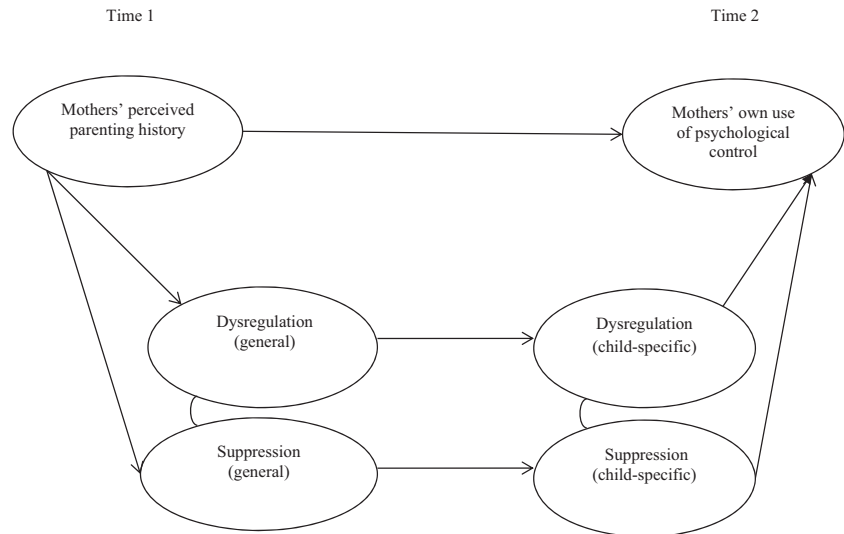 Time 1
Time 2
Mothers’ perceived
parenting history
Mothers’ own use
of psychological
control
Dysregulation
(general)
Dysregulation
(child-specific)
Suppression
(general)
Suppression
(child-specific)